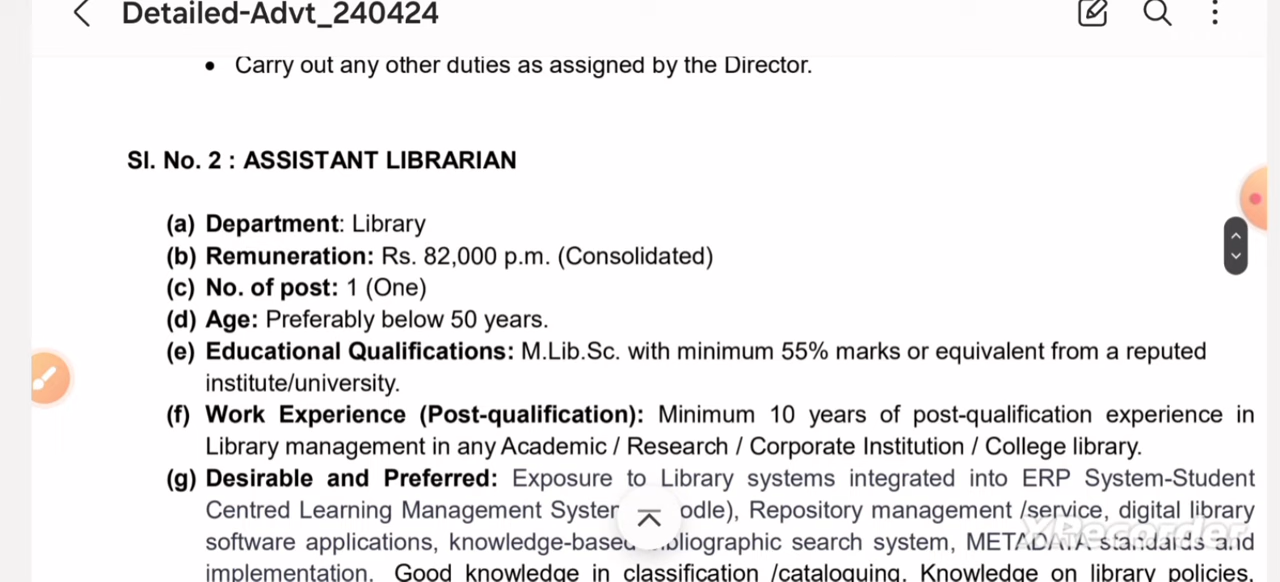 Detailed-Advt_240424
• Carry out any other duties as assigned by the Director.
Sl. No. 2 : ASSISTANT LIBRARIAN
(a) Department: Library
(b) Remuneration: Rs. 82,000 p.m. (Consolidated)
(c) No. of post: 1 (One)
(d) Age: Preferably below 50 years.
(e) Educational Qualifications: M.Lib.Sc. with minimum 55% marks or equivalent from a reputed
institute/university.
(f) Work Experience (Post-qualification): Minimum 10 years of post-qualification experience in
Library management in any Academic / Research / Corporate Institution / College library.
(g) Desirable and Preferred: Exposure to Library systems integrated into ERP System-Student
Centred Learning Management Repository management /service, digital library
software applications, search system, METADATA standards and
implementation. Good knowledge in classification /cataloguing. Knowledge on library policies,
XRecorder